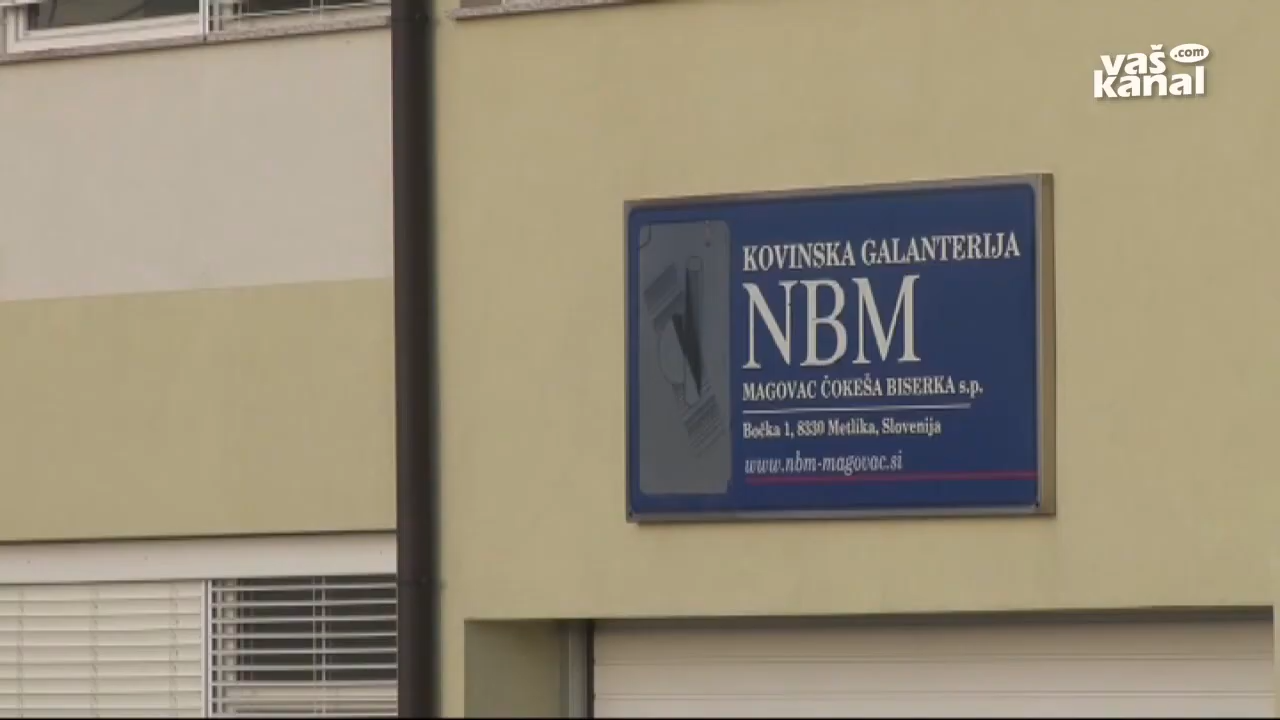 vaš .com
kanal
KOVINSKA GALANTERIJA
NBM
MAGOVAC ČOKEŠA BISERKA s.p.
Bočka 1, 8330 Metlika, Slovenija
www.nbm-magovac.si